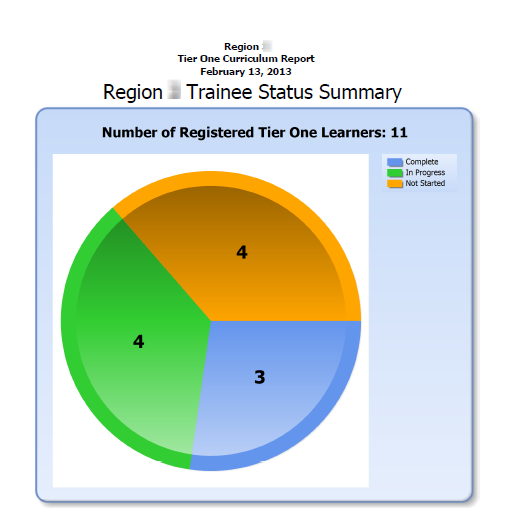 Region
Tier One Curriculum Report
February 13, 2013
Region Trainee Status Summary
Number of Registered Tier One Learners: 11
Complete
In Progress
Not Started
4
4
3